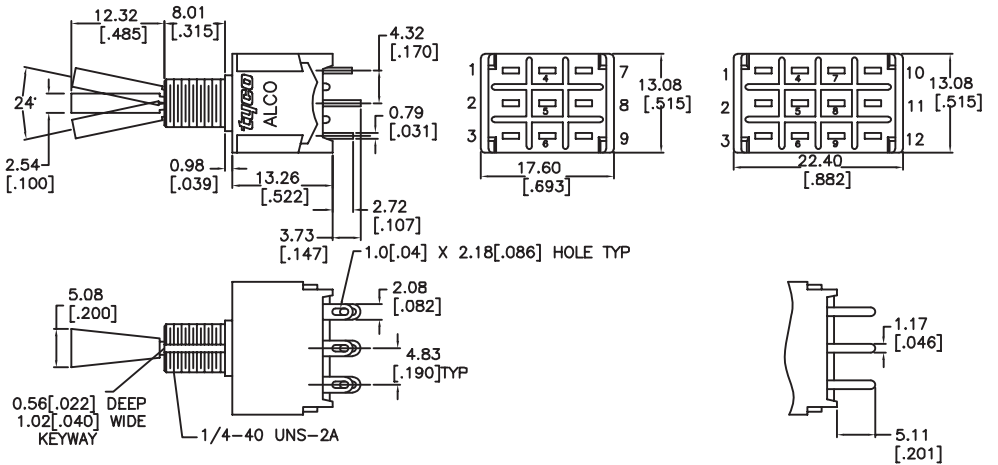 12.32
[.485]
8.01
[.315]
4.32
[.170]
24°
tyco
ALCO
0.79
[.031]
2.54
[.100]
0.98
[.039]
13.26
[.522]
2.72
[.107]
3.73
[.147]
1 4 7
2 5 8
3 6 9
13.08
[.515]
17.60
[.693]
1 4 7 10
2 5 8 11
3 6 9 12
13.08
[.515]
22.40
[.882]
1.0[.04] X 2.18[.086] HOLE TYP
5.08
[.200]
2.08
[.082]
4.83
[.190]TYP
0.56[.022] DEEP
1.02[.040] WIDE
KEYWAY
1/4-40 UNS-2A
1.17
[.046]
5.11
[.201]